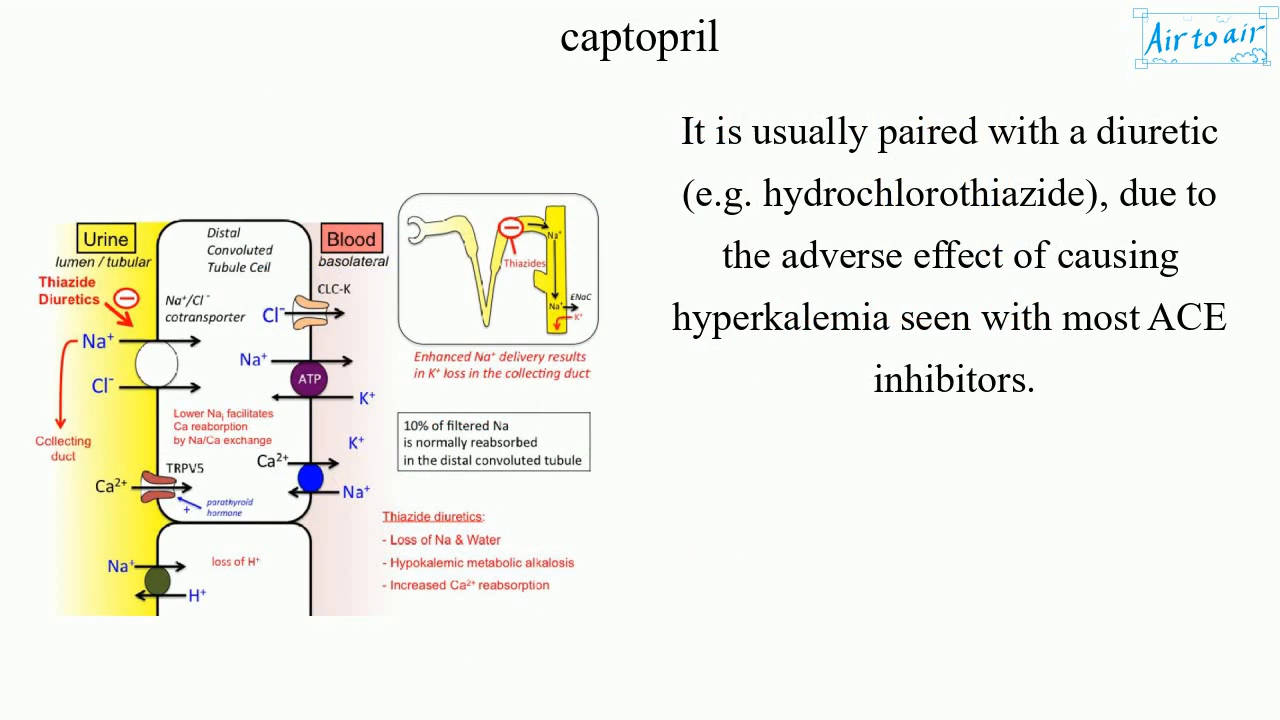 captopril
Air to air
It is usually paired with a diuretic
(e.g. hydrochlorothiazide), due to
the adverse effect of causing
hyperkalemia seen with most ACE
inhibitors.
Urine
lumen / tubular
Distal
Convoluted
Tubule Cell
Blood
basolateral
Thiazide
Diuretics
Na⁺/Cl⁻
cotransporter
CLC-K
Cl⁻
Na⁺
Na⁺
ATP
Cl⁻
K⁺
Lower Naᵢ facilitates
Ca reaborption
by Na/Ca exchange
Collecting
duct
K⁺
Ca²⁺
TRPV5
Ca²⁺
Na⁺
+
parathyroid
hormone
Na⁺
loss of H⁺
H⁺
Na⁺
Thiazides
Na⁺
ENaC
K⁺
Enhanced Na⁺ delivery results
in K⁺ loss in the collecting duct
10% of filtered Na
is normally reabsorbed
in the distal convoluted tubule
Thiazide diuretics:
- Loss of Na & Water
- Hypokalemic metabolic alkalosis
- Increased Ca²⁺ reabsorption